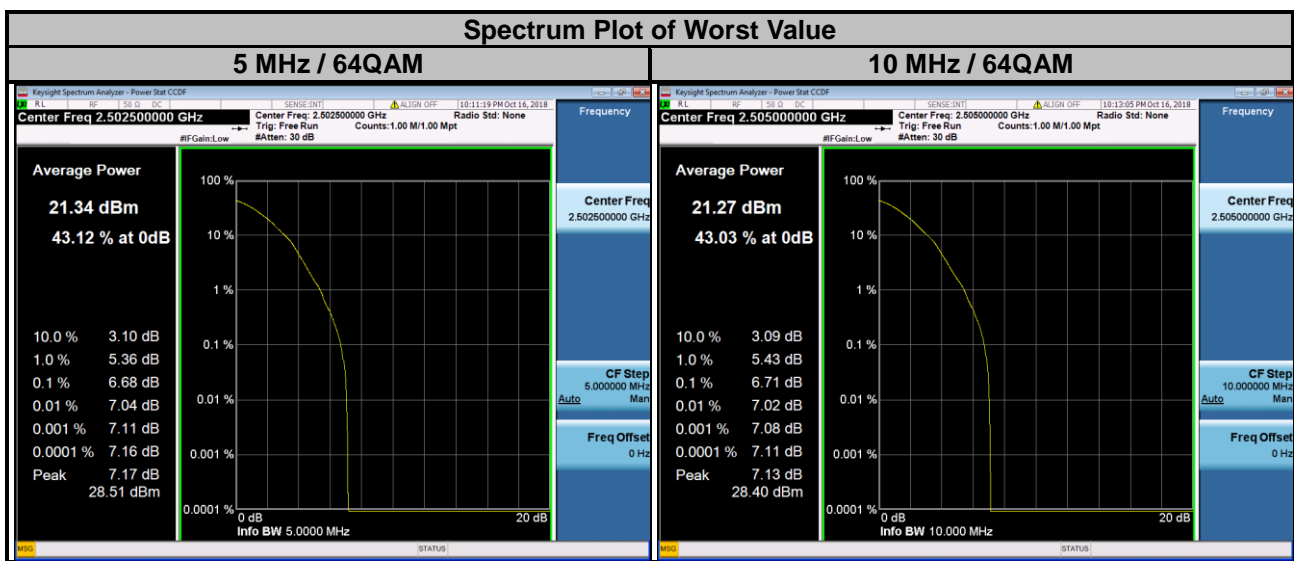 Spectrum Plot of Worst Value
5 MHz / 64QAM
10 MHz / 64QAM
Keysight Spectrum Analyzer - Power Stat CCDF
RL RF 50 Ω DC SENSE:INT ALIGN OFF 10:11:19 PM Oct 16, 2018
Center Freq 2.502500000 GHz
Center Freq: 2.502500000 GHz Radio Std: None
Trig: Free Run Counts:1.00 M/1.00 Mpt
#IFGain:Low #Atten: 30 dB
Frequency
Average Power
21.34 dBm
43.12 % at 0dB
10.0 % 3.10 dB
1.0 % 5.36 dB
0.1 % 6.68 dB
0.01 % 7.04 dB
0.001 % 7.11 dB
0.0001 % 7.16 dB
Peak 7.17 dB
28.51 dBm
100 %
10 %
1 %
0.1 %
0.01 %
0.001 %
0.0001 %
0 dB 20 dB
Info BW 5.0000 MHz
Center Freq
2.502500000 GHz
CF Step
5.000000 MHz
Auto Man
Freq Offset
0 Hz
MSG STATUS
Keysight Spectrum Analyzer - Power Stat CCDF
RL RF 50 Ω DC SENSE:INT ALIGN OFF 10:13:05 PM Oct 16, 2018
Center Freq 2.505000000 GHz
Center Freq: 2.505000000 GHz Radio Std: None
Trig: Free Run Counts:1.00 M/1.00 Mpt
#IFGain:Low #Atten: 30 dB
Frequency
Average Power
21.27 dBm
43.03 % at 0dB
10.0 % 3.09 dB
1.0 % 5.43 dB
0.1 % 6.71 dB
0.01 % 7.02 dB
0.001 % 7.08 dB
0.0001 % 7.11 dB
Peak 7.13 dB
28.40 dBm
100 %
10 %
1 %
0.1 %
0.01 %
0.001 %
0.0001 %
0 dB 20 dB
Info BW 10.000 MHz
Center Freq
2.505000000 GHz
CF Step
10.000000 MHz
Auto Man
Freq Offset
0 Hz
MSG STATUS